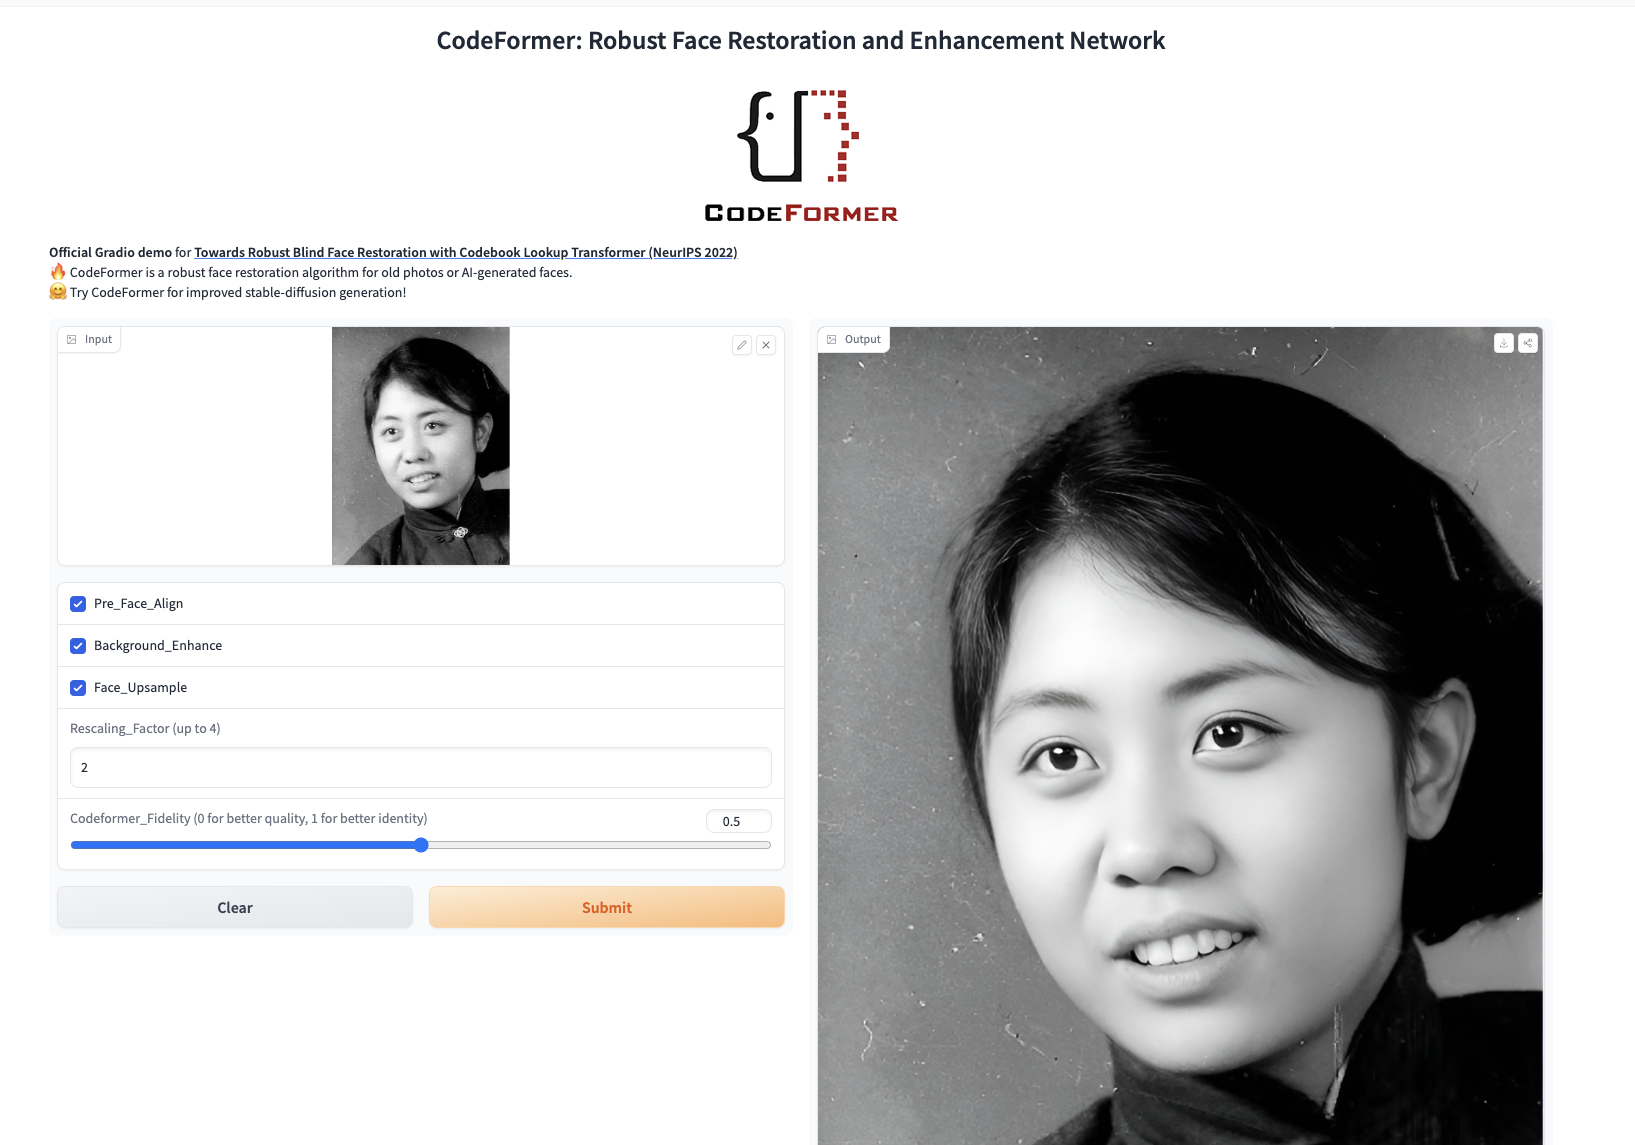 CodeFormer: Robust Face Restoration and Enhancement Network
CODEFORMER
Official Gradio demo for Towards Robust Blind Face Restoration with Codebook Lookup Transformer (NeurIPS 2022)
🔥 CodeFormer is a robust face restoration algorithm for old photos or AI-generated faces.
🤗 Try CodeFormer for improved stable-diffusion generation!
Input
Output
Pre_Face_Align
Background_Enhance
Face_Upsample
Rescaling_Factor (up to 4)
2
Codeformer_Fidelity (0 for better quality, 1 for better identity)
0.5
Clear
Submit